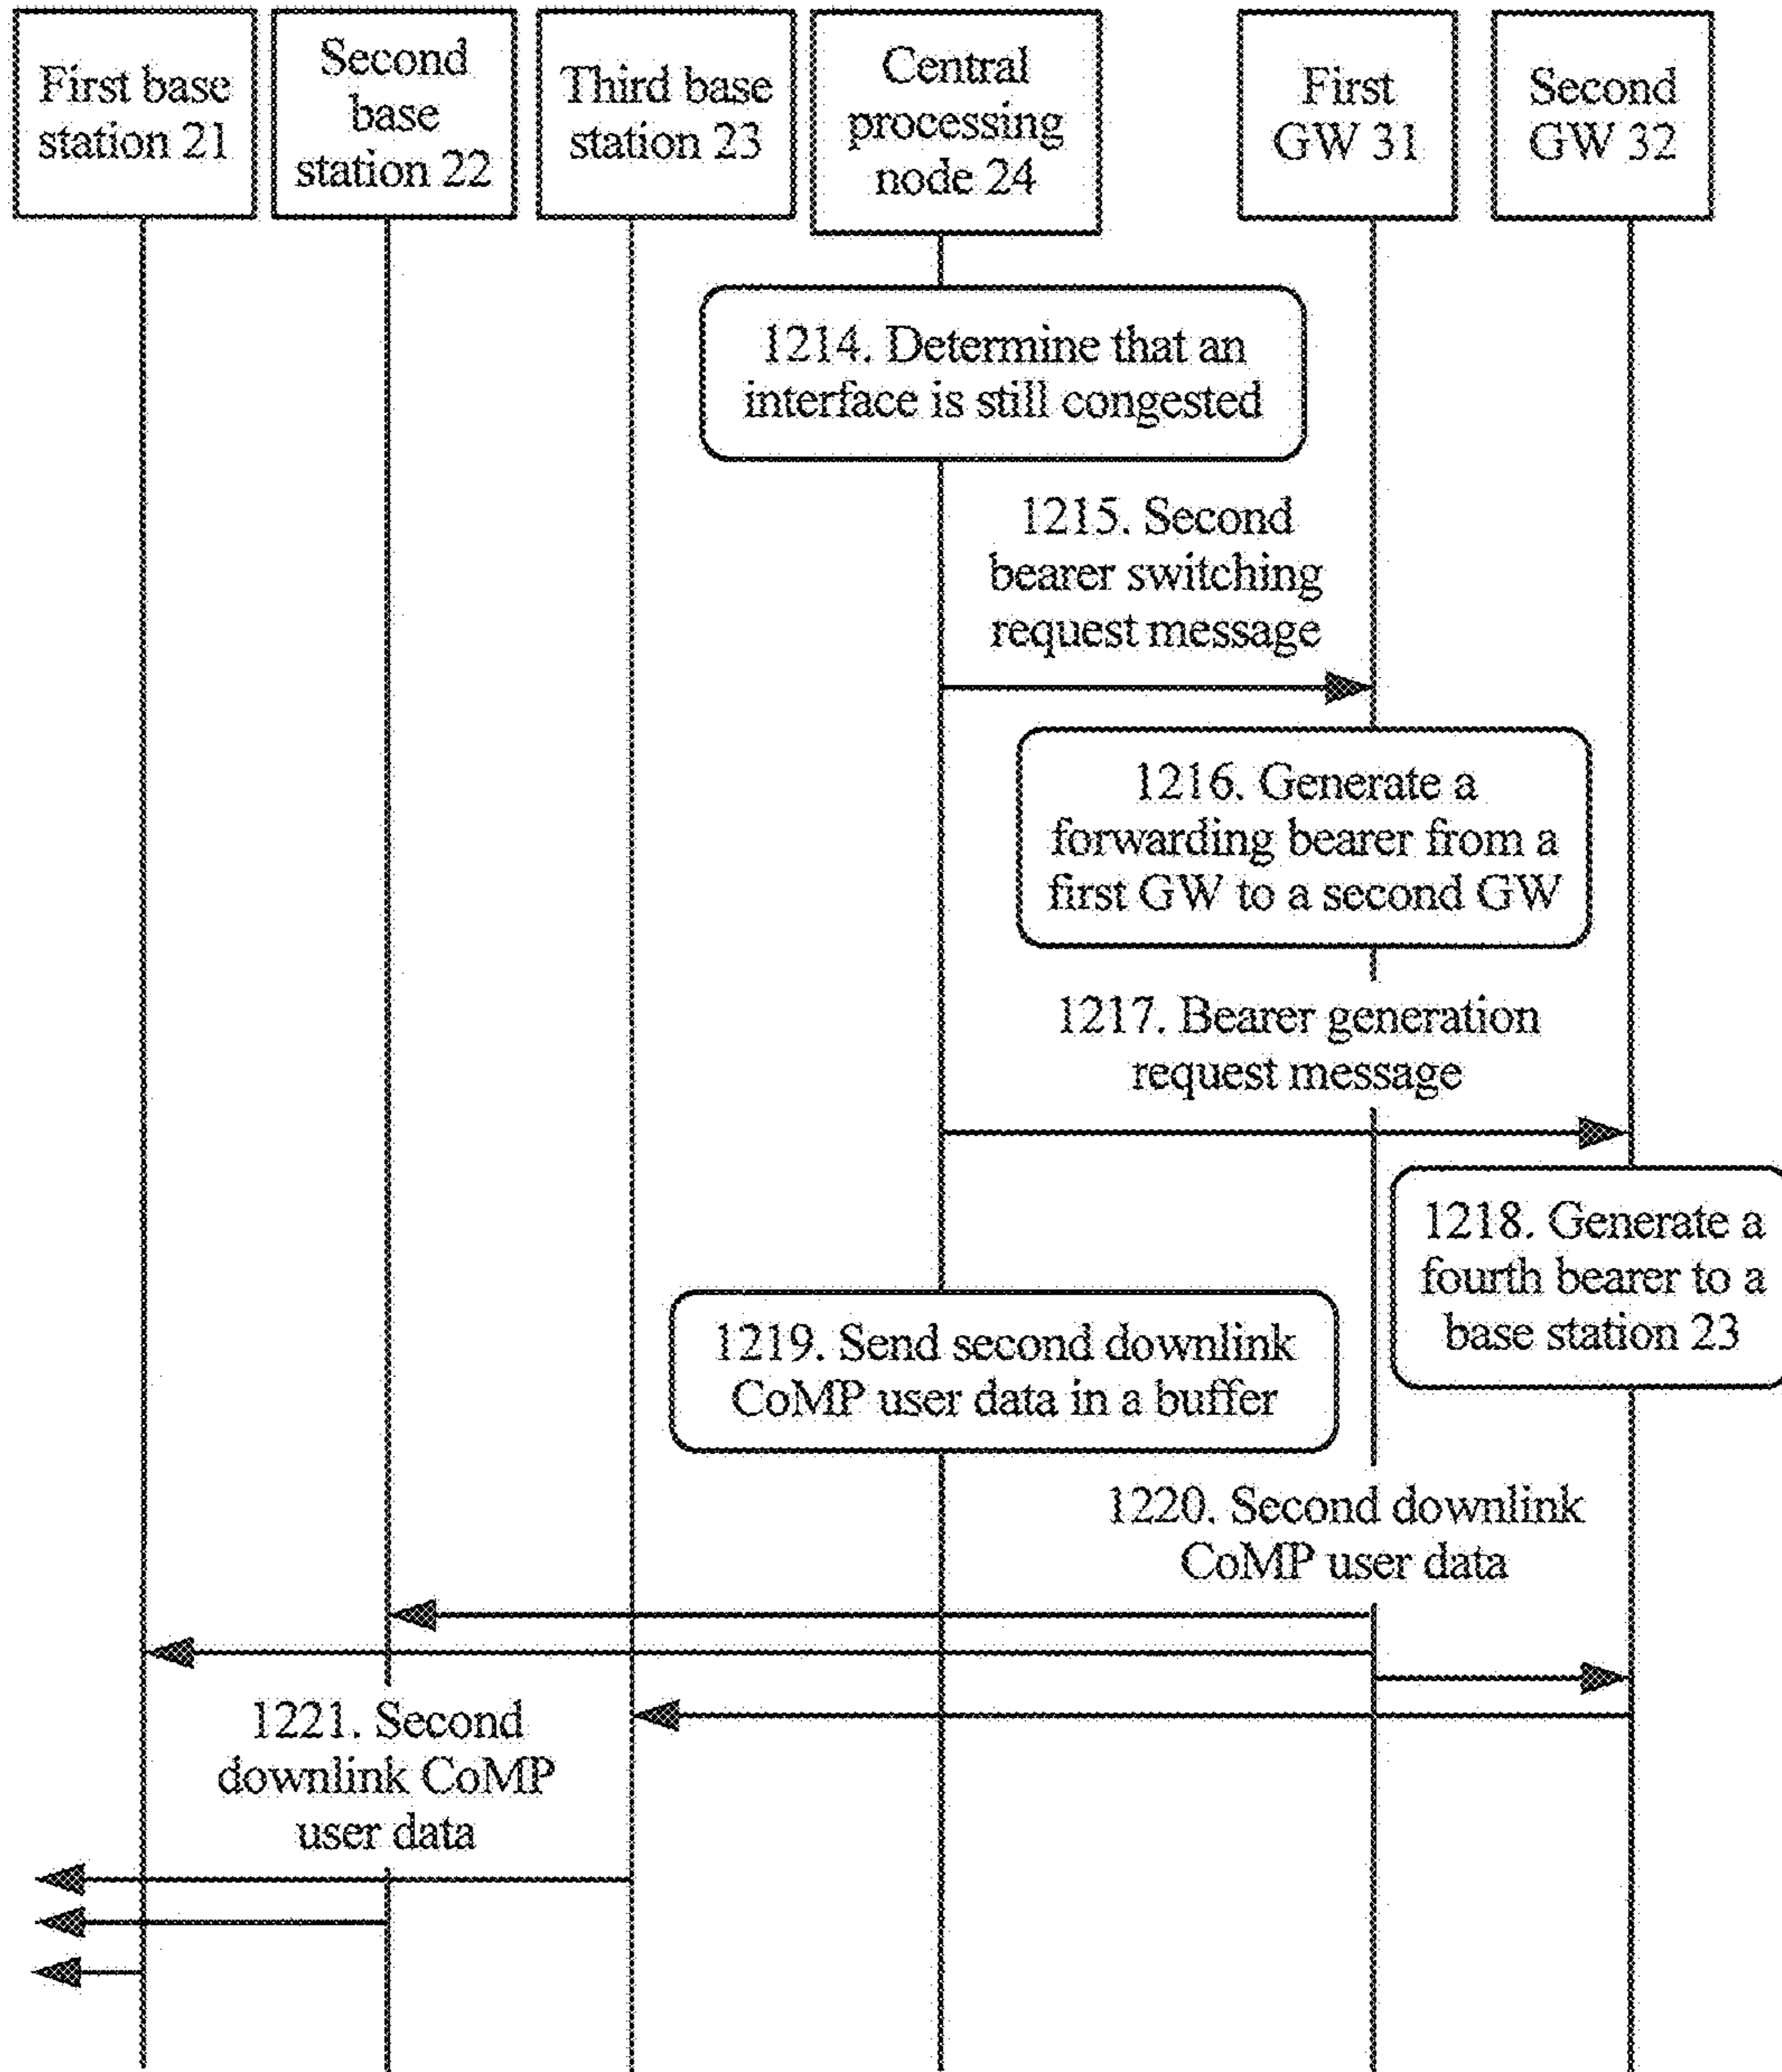 First base
station 21
Second
base
station 22
Third base
station 23
Central
processing
node 24
First
GW 31
Second
GW 32
1214. Determine that an
interface is still congested
1215. Second
bearer switching
request message
1216. Generate a
forwarding bearer from a
first GW to a second GW
1217. Bearer generation
request message
1218. Generate a
fourth bearer to a
base station 23
1219. Send second downlink
CoMP user data in a buffer
1220. Second downlink
CoMP user data
1221. Second
downlink CoMP
user data